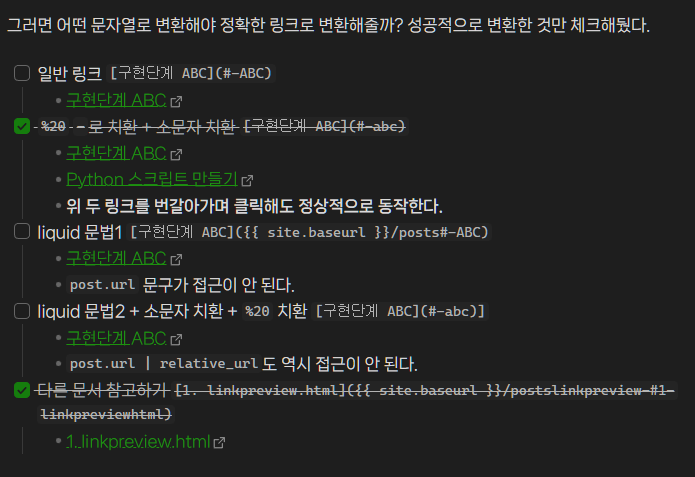 그러면 어떤 문자열로 변환해야 정확한 링크로 변환해줄까? 성공적으로 변환한 것만 체크해뒀다.
일반 링크 [구현단계 ABC](#-ABC)
구현단계 ABC
%20 - 로 치환 + 소문자 치환 [구현단계 ABC](#-abc)
구현단계 ABC
Python 스크립트 만들기
위 두 링크를 번갈아가며 클릭해도 정상적으로 동작한다.
liquid 문법1 [구현단계 ABC]({{ site.baseurl }}/posts#-ABC)
구현단계 ABC
post.url 문구가 접근이 안 된다.
liquid 문법2 + 소문자 치환 + %20 치환 [구현단계 ABC](#-abc)]
구현단계 ABC
post.url | relative_url 도 역시 접근이 안 된다.
다른 문서 참고하기 [1. linkpreview.html]({{ site.baseurl }}/postslinkpreview-#1-
linkpreviewhtml)
1. linkpreview.html